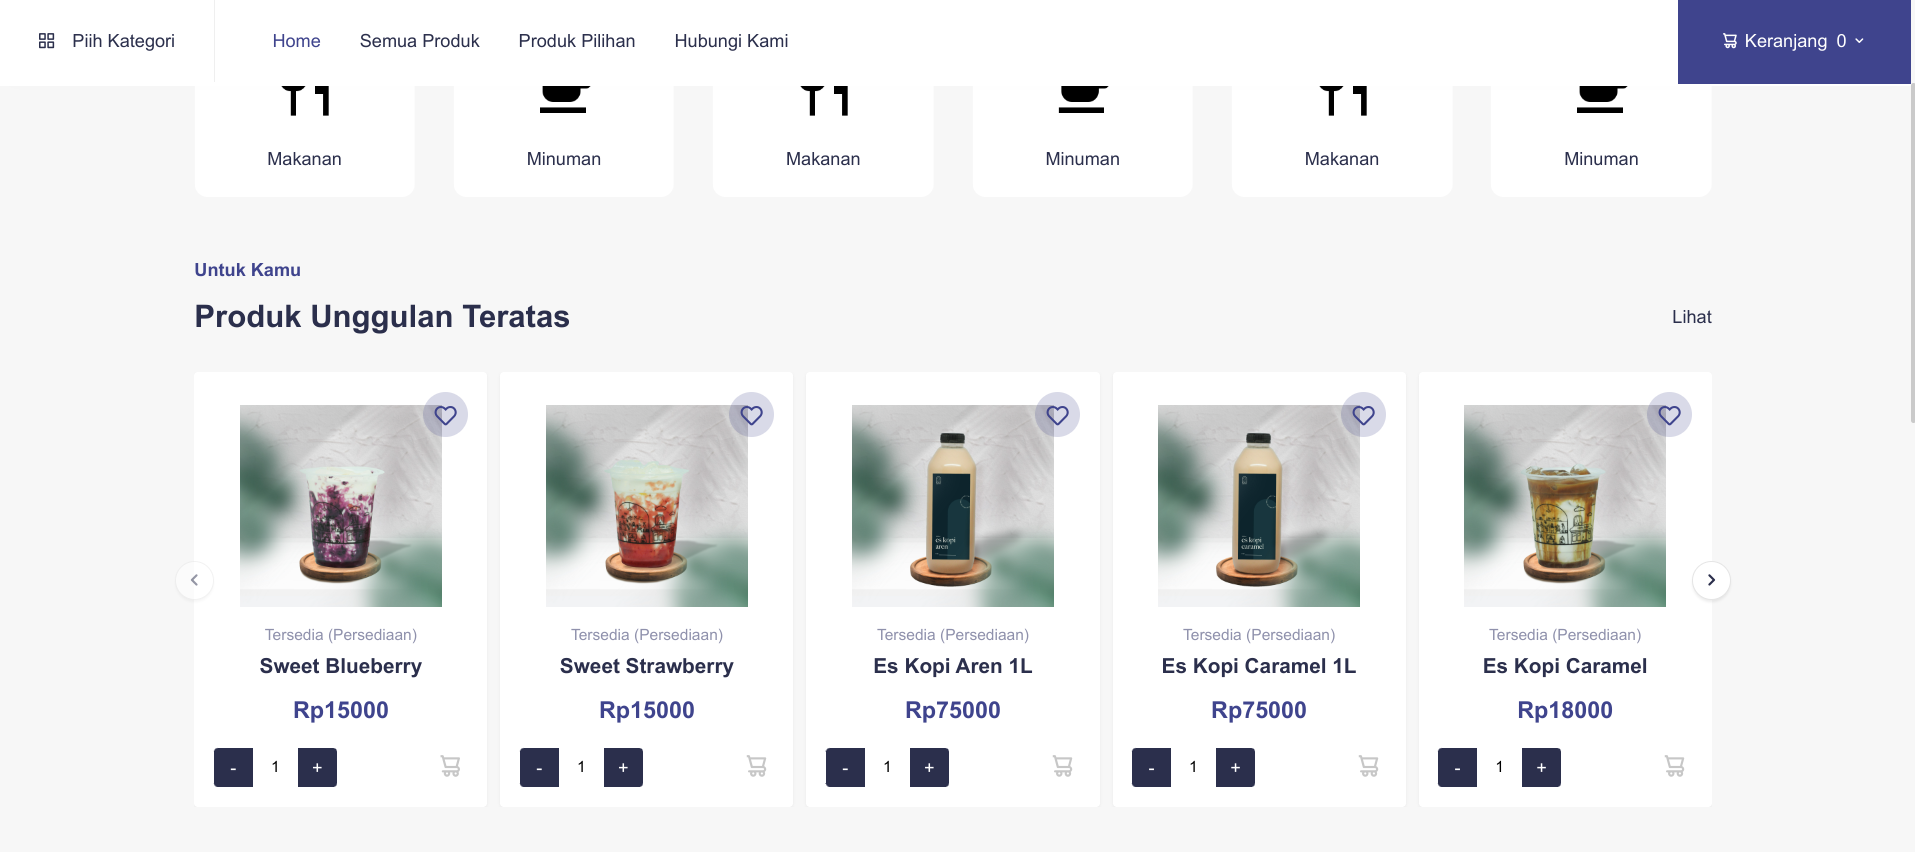 Piih Kategori
Home
Semua Produk
Produk Pilihan
Hubungi Kami
Keranjang 0
Makanan
Minuman
Makanan
Minuman
Makanan
Minuman
Untuk Kamu
Produk Unggulan Teratas
Lihat
es kopi
aren
es kopi
caramel
Tersedia (Persediaan)
Sweet Blueberry
Rp15000
- 1 +
Tersedia (Persediaan)
Sweet Strawberry
Rp15000
- 1 +
Tersedia (Persediaan)
Es Kopi Aren 1L
Rp75000
- 1 +
Tersedia (Persediaan)
Es Kopi Caramel 1L
Rp75000
- 1 +
Tersedia (Persediaan)
Es Kopi Caramel
Rp18000
- 1 +